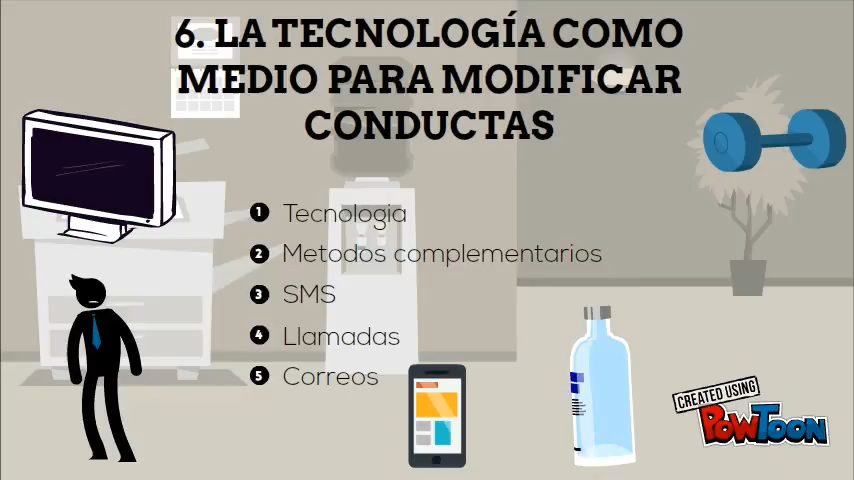 6. LA TECNOLOGÍA COMO
MEDIO PARA MODIFICAR
CONDUCTAS
1 Tecnologia
2 Metodos complementarios
3 SMS
4 Llamadas
5 Correos
CREATED USING
POWTOON